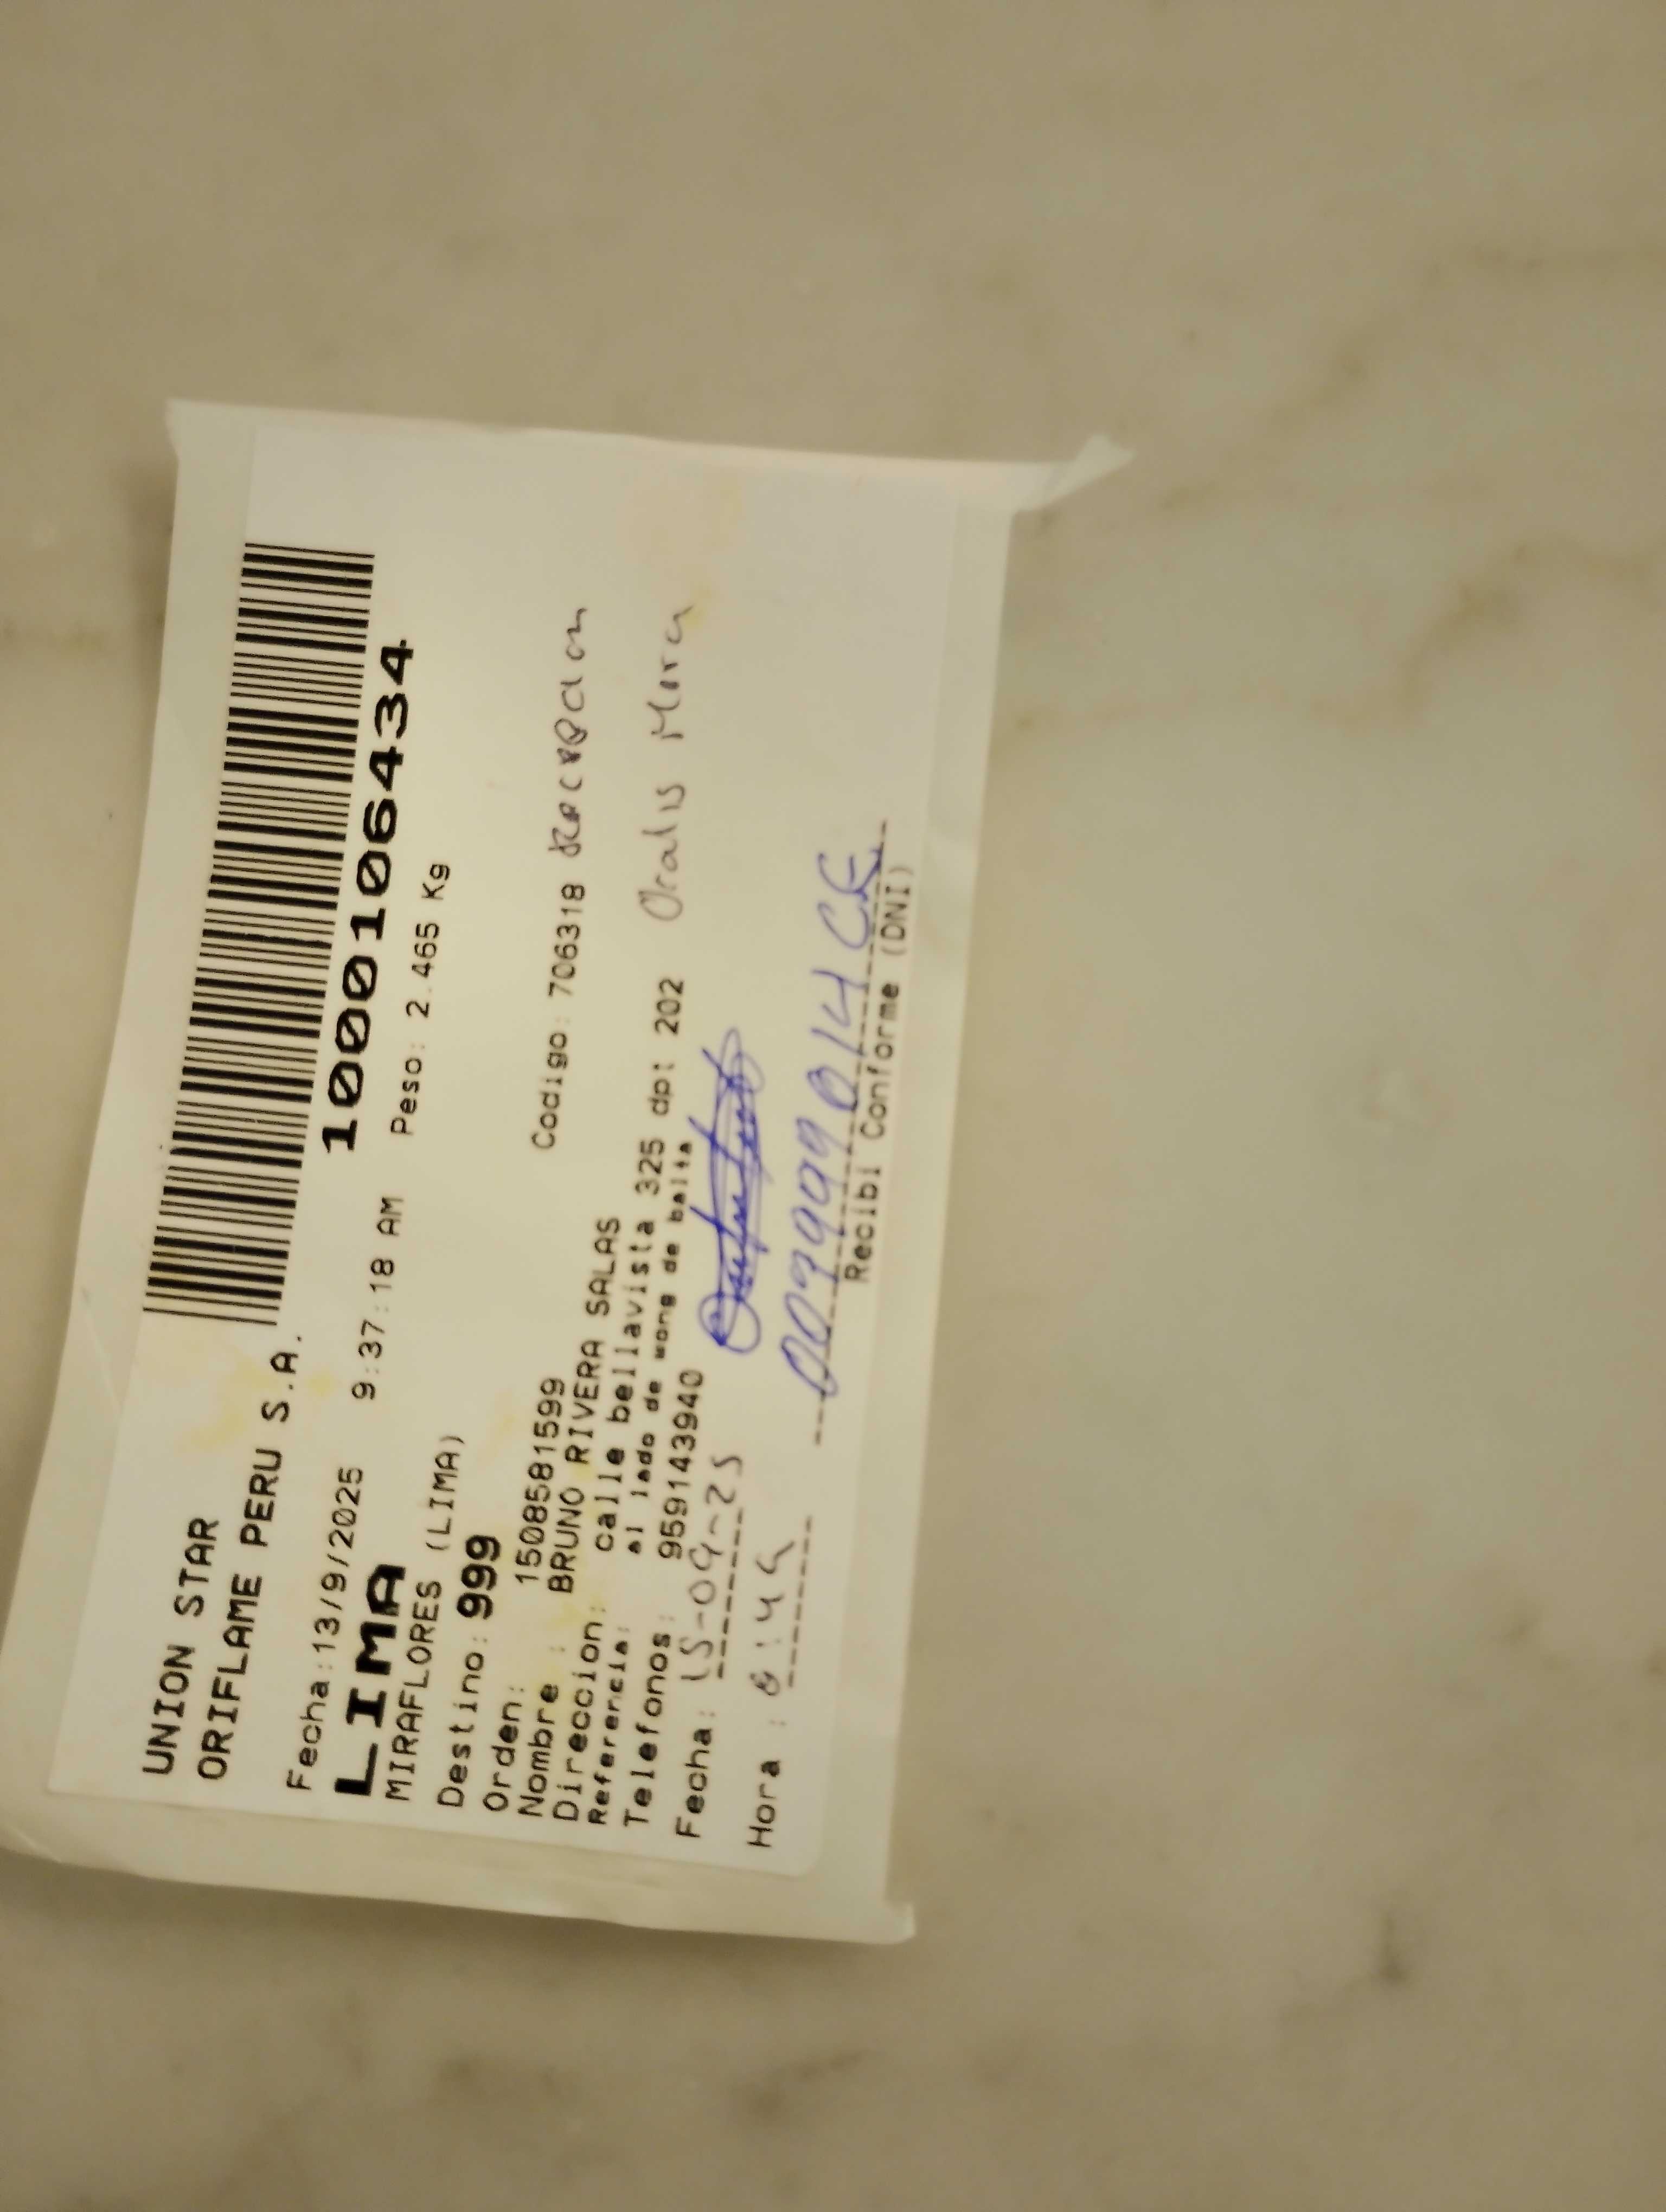 UNION STAR
ORIFLAME PERU S.A.
1000106434
Fecha:13/9/2025 9:37:18 AM Peso: 2.465 Kg
LIMA
MIRAFLORES (LIMA)
Destino: 999
Orden: 1508581599 Codigo: 706318
Nombre : BRUNO RIVERA SALAS
Direccion: calle bellavista 325 dpt 202
Referencia: al lado de wong de balta
Oralis Mora
Telefonos: 959143940
Fecha: 15-09-25
Hora :
Recibi Conforme (DNI)